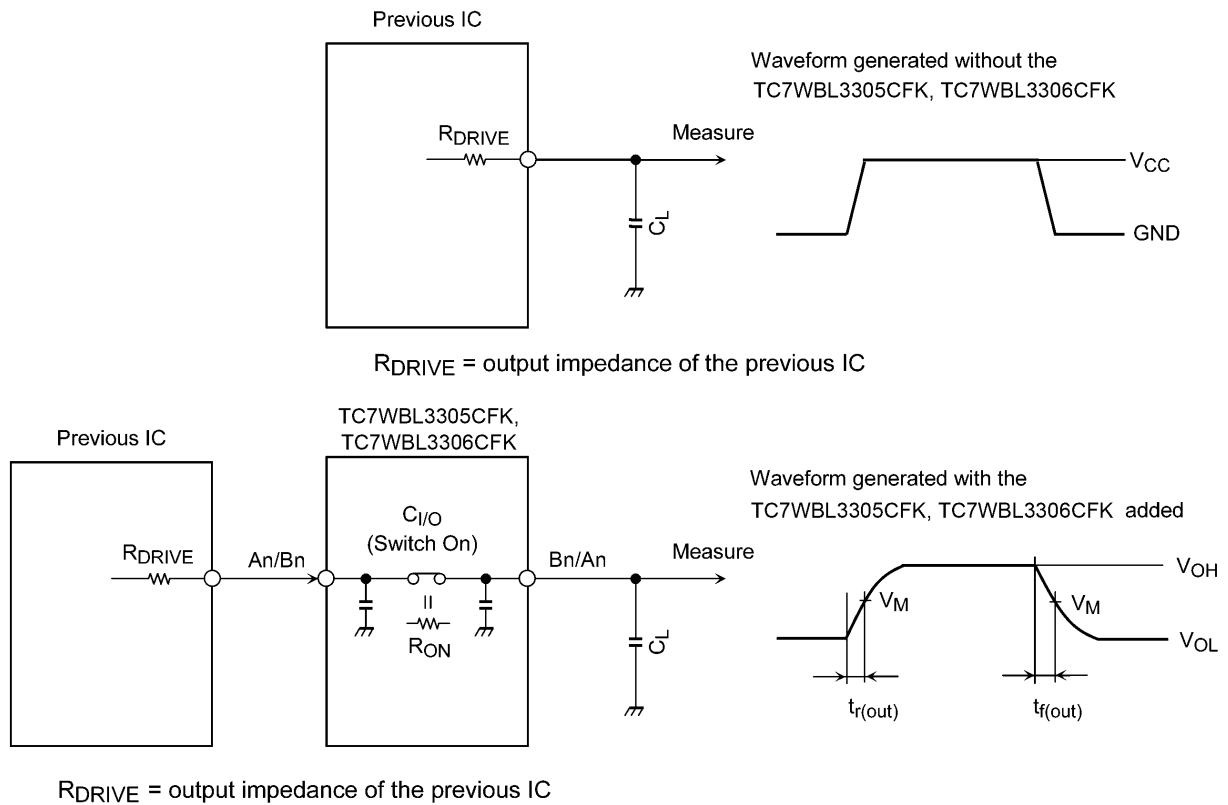 Previous IC
Waveform generated without the
TC7WBL3305CFK, TC7WBL3306CFK
RDRIVE
Measure
VCC
CL
GND
RDRIVE = output impedance of the previous IC
TC7WBL3305CFK,
TC7WBL3306CFK
Previous IC
Waveform generated with the
TC7WBL3305CFK, TC7WBL3306CFK added
CI/O
(Switch On)
RDRIVE
An/Bn
Bn/An
Measure
VOH
VM
VM
RON
CL
VOL
tr(out)
tf(out)
RDRIVE = output impedance of the previous IC